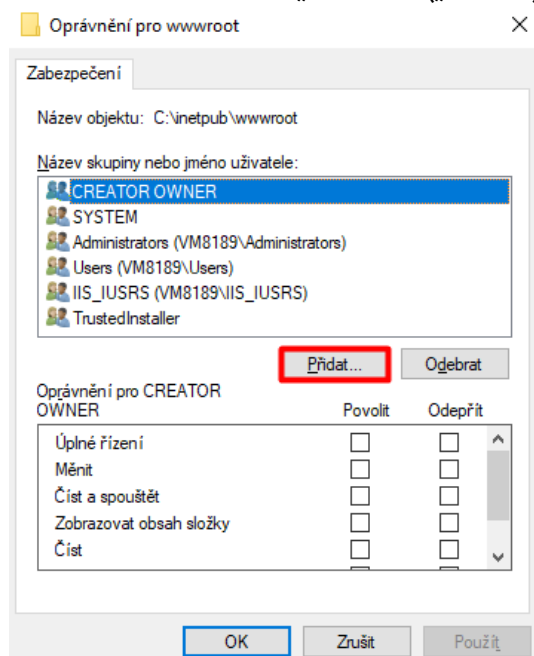 Oprávnění pro wwwroot
Zabezpečení
Název objektu: C:\inetpub\wwwroot
Název skupiny nebo jméno uživatele:
CREATOR OWNER
SYSTEM
Administrators (VM8189\Administrators)
Users (VM8189\Users)
IIS_IUSRS (VM8189\IIS_IUSRS)
TrustedInstaller
Přidat... Odebrat
Oprávnění pro CREATOR
OWNER Povolit Odepřít
Úplné řízení
Měnit
Číst a spouštět
Zobrazovat obsah složky
Číst
OK Zrušit Použít